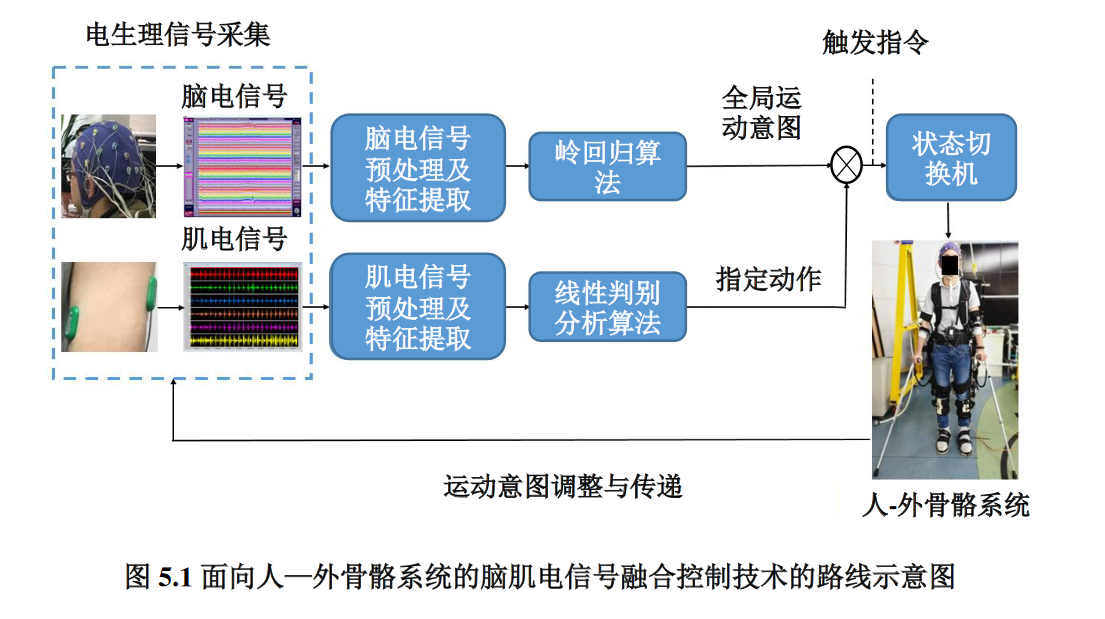 电生理信号采集
触发指令
脑电信号
全局运
动意图
脑电信号
预处理及
特征提取
岭回归算
法
状态切
换机
肌电信号
肌电信号
预处理及
特征提取
线性判别
分析算法
指定动作
运动意图调整与传递
人-外骨骼系统
图 5.1 面向人—外骨骼系统的脑肌电信号融合控制技术的路线示意图